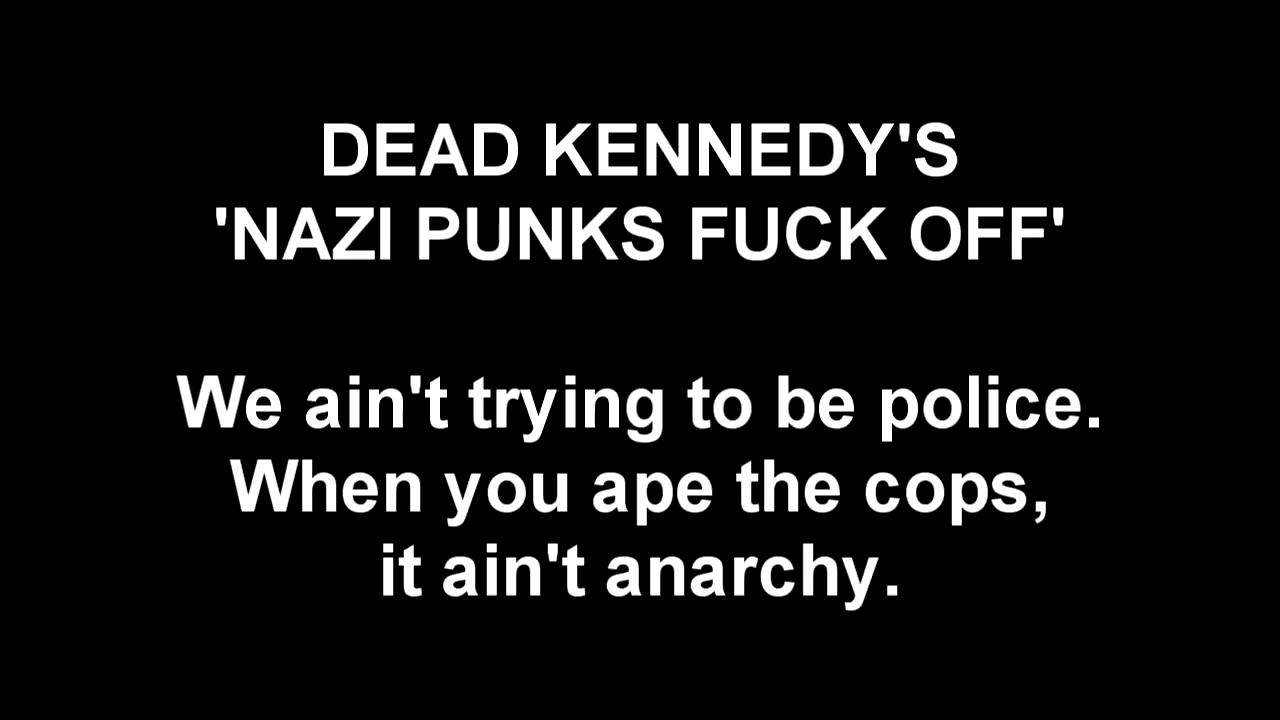 DEAD KENNEDY'S
'NAZI PUNKS FUCK OFF'
We ain't trying to be police.
When you ape the cops,
it ain't anarchy.